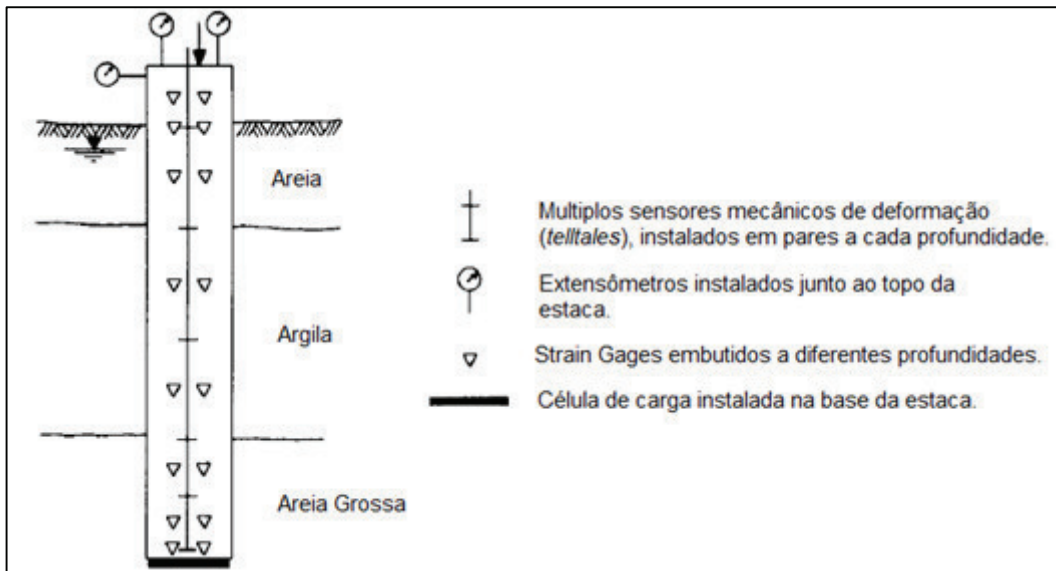 Areia
Argila
Areia Grossa
Multiplos sensores mecânicos de deformação
(telltales), instalados em pares a cada profundidade.
Extensômetros instalados junto ao topo da
estaca.
Strain Gages embutidos a diferentes profundidades.
Célula de carga instalada na base da estaca.